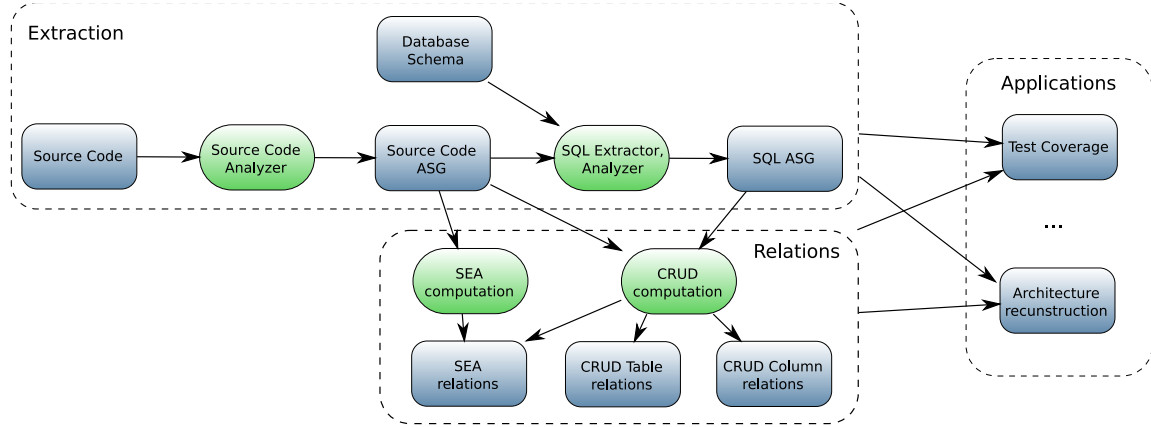 Extraction
Database
Schema
Source Code
Source Code
Analyzer
Source Code
ASG
SQL Extractor,
Analyzer
SQL ASG
Applications
Test Coverage
...
Architecture
recunstruction
Relations
SEA
computation
CRUD
computation
SEA
relations
CRUD Table
relations
CRUD Column
relations